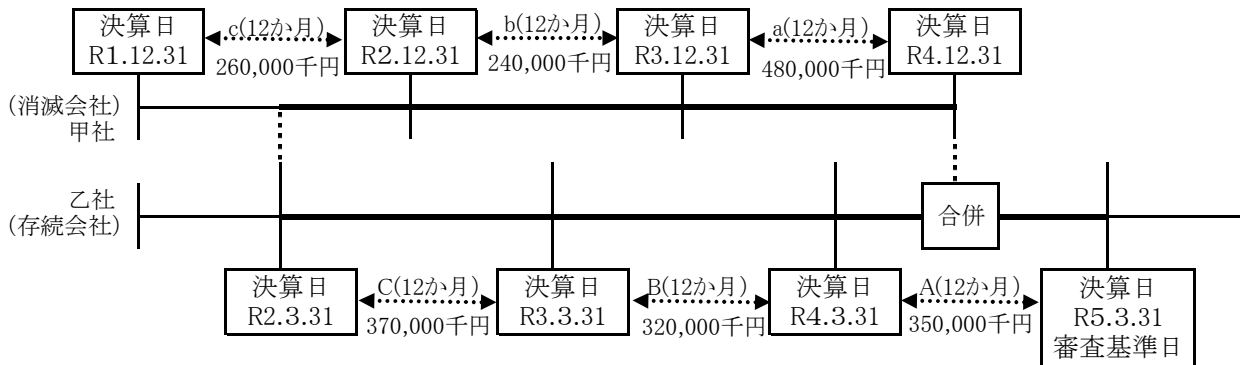 決算日
R1.12.31
c(12か月)
260,000千円
決算日
R2.12.31
b(12か月)
240,000千円
決算日
R3.12.31
a(12か月)
480,000千円
決算日
R4.12.31
(消滅会社)
甲社
乙社
(存続会社)
合併
決算日
R2.3.31
C(12か月)
370,000千円
決算日
R3.3.31
B(12か月)
320,000千円
決算日
R4.3.31
A(12か月)
350,000千円
決算日
R5.3.31
審査基準日